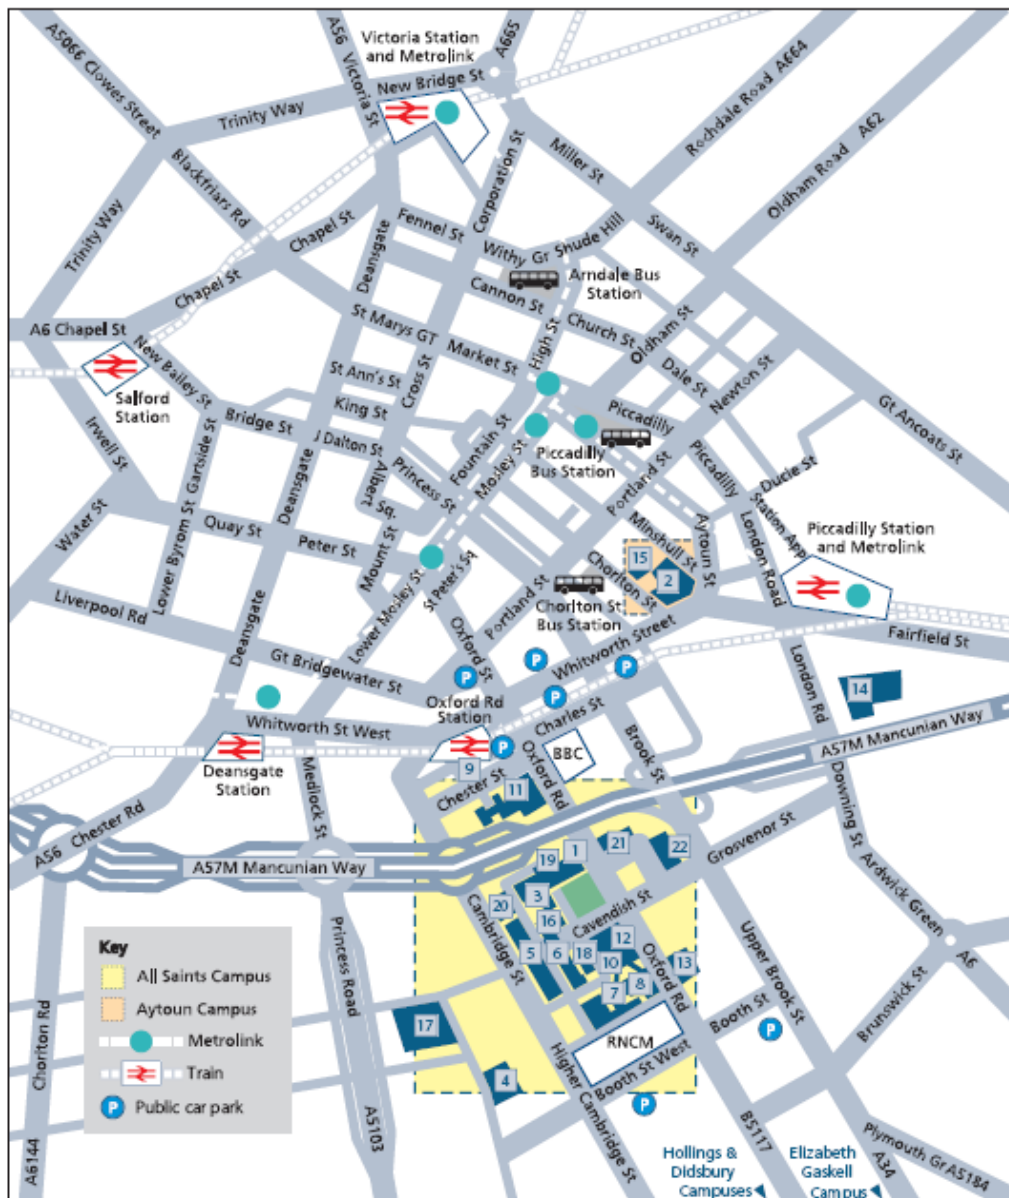 A5066 Clowes Street
A56 Victoria St
Victoria Station
and Metrolink
A665
New Bridge St
Trinity Way
Rochdale Road A664
Oldham Road A62
Blackfriars Rd
Corporation St
Miller St
Trinity Way
Chapel St
Fennel St
Withy Gr
Shude Hill
Swan St
Deansgate
Chapel St
Cannon St
Arndale Bus
Station
A6 Chapel St
St Marys GT
Market St
High St
Church St
Oldham St
New Bailey St
Salford
Station
St Ann's St
King St
Cross St
Dale St
Newton St
Gt Ancoats St
Irwell St
Gartside St
Bridge St
J Dalton St
Albert Sq.
Princess St
Fountain St
Mosley St
Piccadilly
Piccadilly
Bus Station
Portland St
Piccadilly
Ducie St
Station App
Deansgate
Water St
Quay St
Peter St
Mount St
Lower Byrom St
Minshull St
Aytoun St
London Road
Piccadilly Station
and Metrolink
15
2
Chorlton St
Liverpool Rd
Lower Mosley St
St Peter's Sq
Portland St
Chorlton St
Bus Station
Fairfield St
Deansgate
Gt Bridgewater St
Oxford St
Whitworth Street
P
P
P
P
London Rd
14
Whitworth St West
Oxford Rd
Station
Charles St
Brook St
A57M Mancunian Way
Deansgate
Station
Medlock St
P
9
BBC
Oxford Rd
Chester St
11
A56 Chester Rd
Downing St
Grosvenor St
A57M Mancunian Way
19
1
21
22
3
20
16
Cavendish St
Cambridge St
Ardwick Green
Key
All Saints Campus
Aytoun Campus
Metrolink
Train
P
Public car park
Princess Road
5
6
18
12
10
13
7
8
Oxford Rd
Upper Brook St
A6
Brunswick St
Chorlton Rd
17
RNCM
Booth St
P
4
Booth St West
Higher Cambridge St
P
A6144
A5103
B5117
Plymouth Gr A5184
A34
Hollings &
Didsbury
Campuses
Elizabeth
Gaskell
Campus